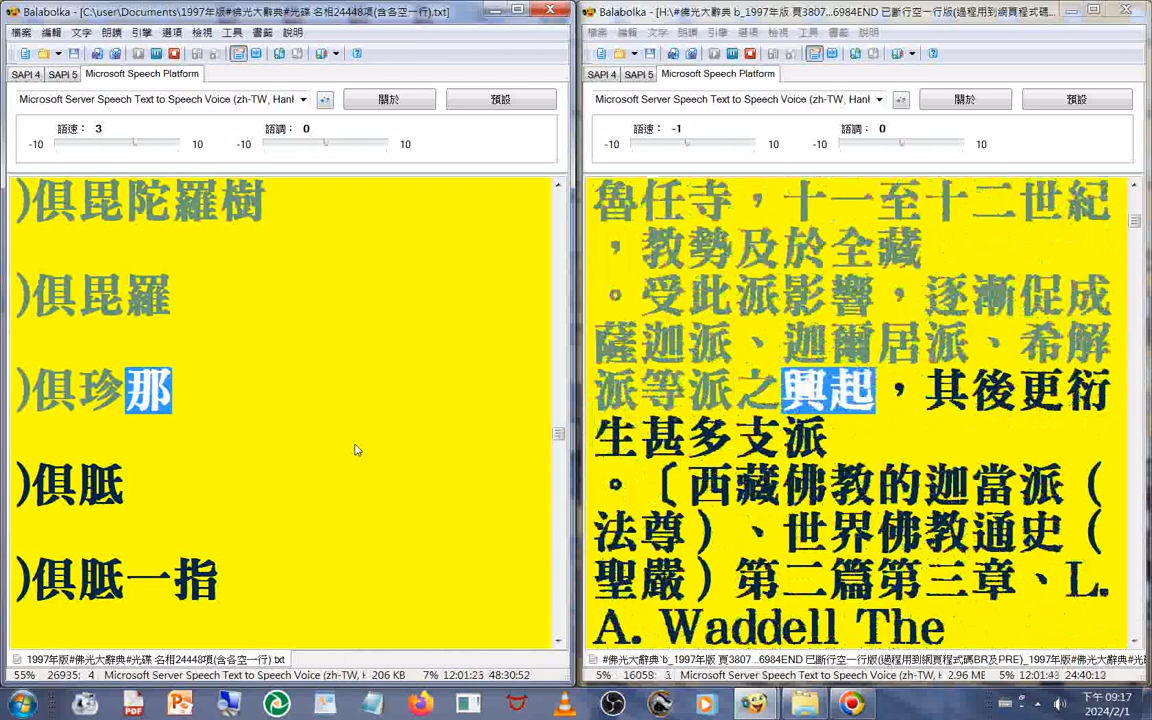 Balabolka - [C:\user\Documents\1997年版#佛光大辭典#光碟 名相24448項(含各空一行).txt]
檔案 編輯 文字 朗讀 引擎 選項 檢視 工具 書籤 說明
SAPI 4 SAPI 5 Microsoft Speech Platform
Microsoft Server Speech Text to Speech Voice (zh-TW, Han 關於 預設
語速： 3 語調： 0
-10 10 -10 10
)俱毘陀羅樹
)俱毘羅
)俱珍那
)俱胝
)俱胝一指
1997年版#佛光大辭典#光碟 名相24448項(含各空一行).txt
55% 26935: 4 Microsoft Server Speech Text to Speech Voice (zh-TW, H 206 KB 7% 12:01:23 48:30:52
Balabolka - [H:\#佛光大辭典 b_1997年版 頁3807...6984END 已斷行空一行版(過程用到網頁程式碼...
檔案 編輯 文字 朗讀 引擎 選項 檢視 工具 書籤 說明
SAPI 4 SAPI 5 Microsoft Speech Platform
Microsoft Server Speech Text to Speech Voice (zh-TW, Han 關於 預設
語速： -1 語調： 0
-10 10 -10 10
魯任寺，十一至十二世紀
，教勢及於全藏
。受此派影響，逐漸促成
薩迦派、迦爾居派、希解
派等派之興起，其後更衍
生甚多支派
。〔西藏佛教的迦當派（
法尊）、世界佛教通史（
聖嚴）第二篇第三章、L.
A. Waddell The
#佛光大辭典 b_1997年版 頁3807...6984END 已斷行空一行版(過程用到網頁程式碼BR及PRE)_1997年版#光
5% 16058: 3 Microsoft Server Speech Text to Speech Voice (zh-TW, H 2.96 MB 5% 12:01:43 24:40:13
下午 09:17
2024/2/1